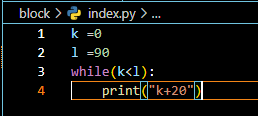 block > index.py > ...
1 k =0
2 l =90
3 while(k<l):
4 print("k+20")